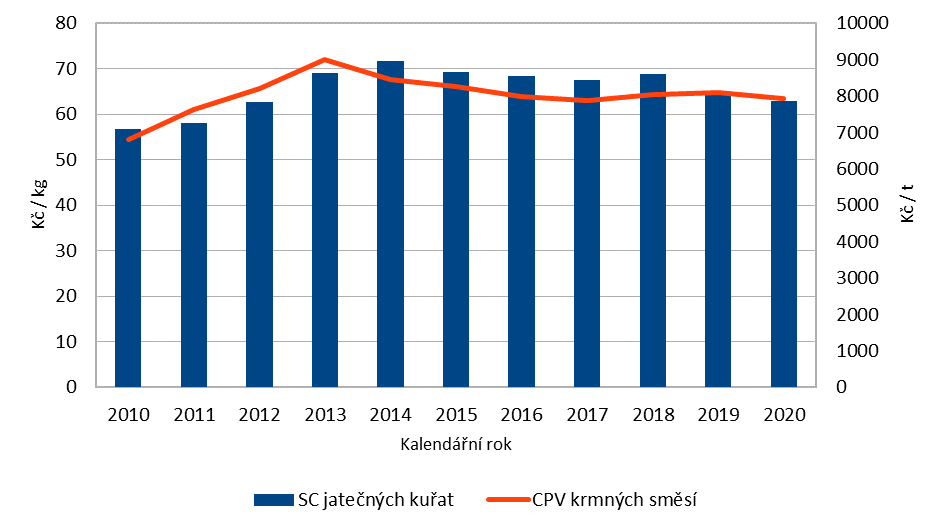 80 10000
70 9000
60 8000
50 7000
40 6000
30 5000
20 4000
10 3000
0 2000
1000
0
Kč / kg
Kč / t
2010 2011 2012 2013 2014 2015 2016 2017 2018 2019 2020
Kalendářní rok
SC jatečných kuřat CPV krmných směsí